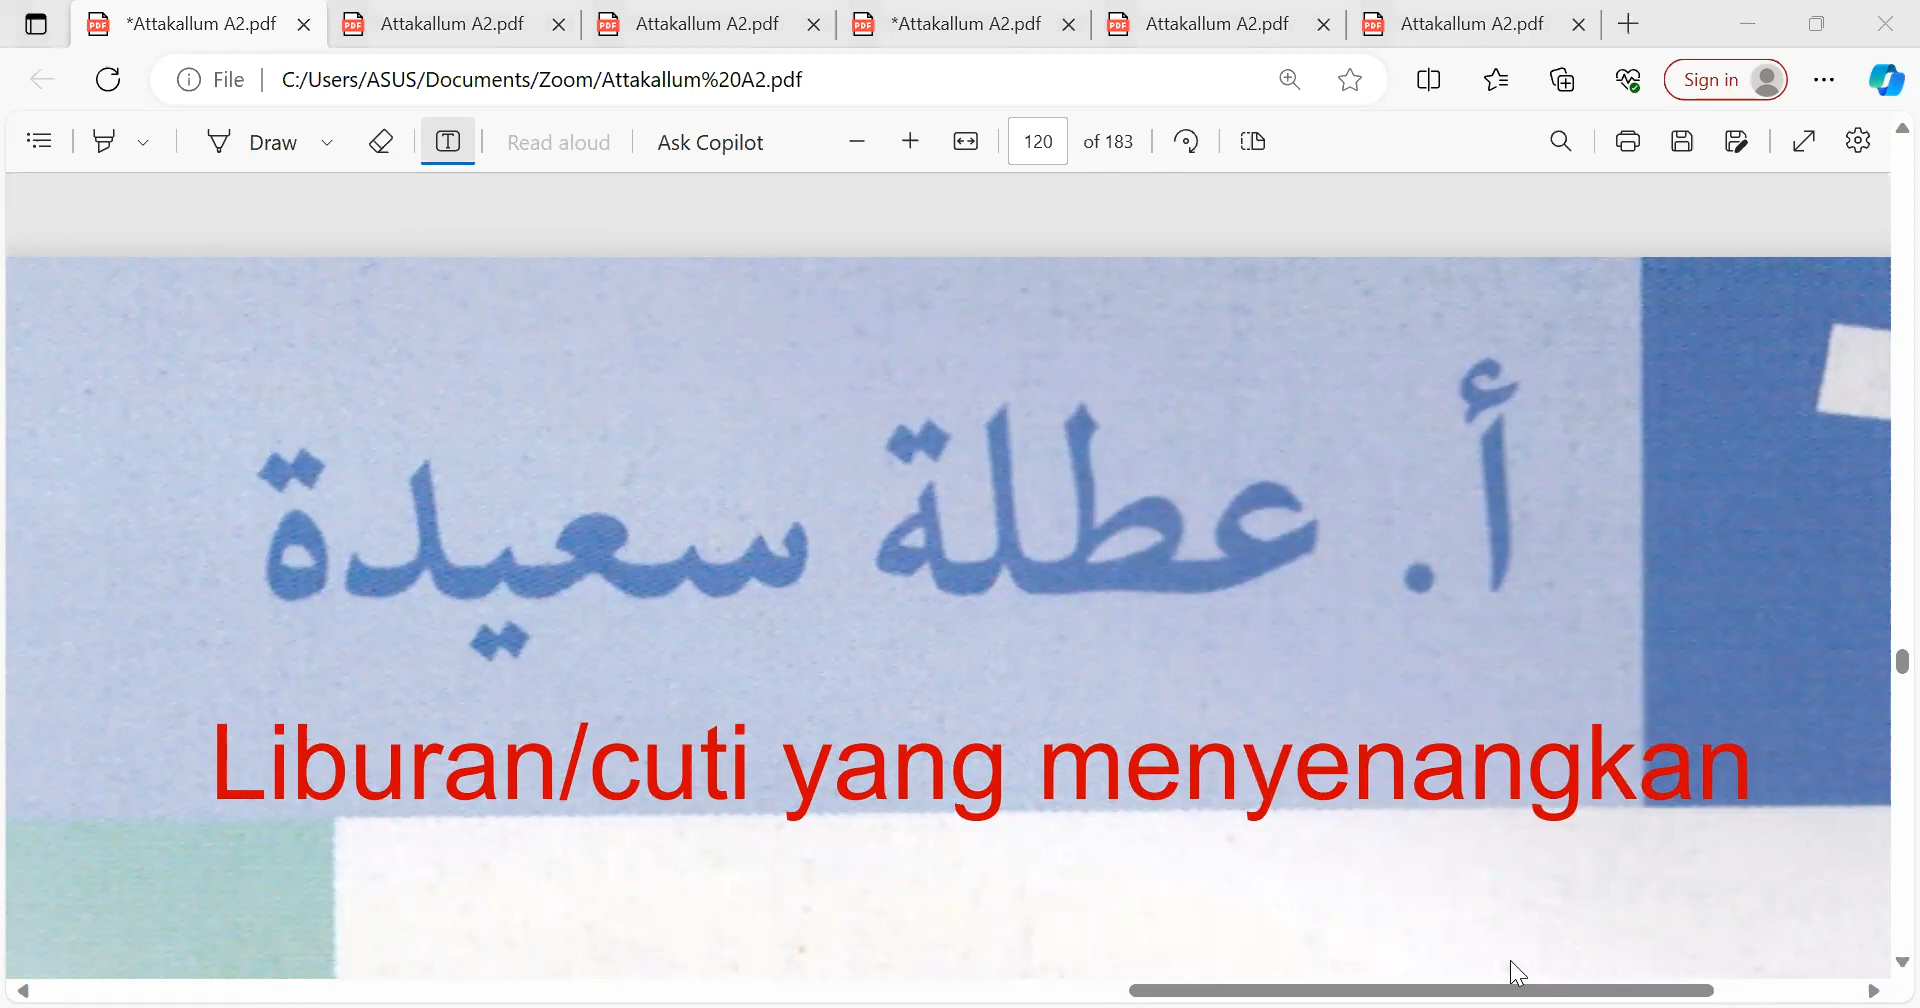 *Attakallum A2.pdf
Attakallum A2.pdf
Attakallum A2.pdf
*Attakallum A2.pdf
Attakallum A2.pdf
Attakallum A2.pdf
File
C:/Users/ASUS/Documents/Zoom/Attakallum%20A2.pdf
Sign in
Draw
T
Read aloud
Ask Copilot
120 of 183
أ. عطلة سعيدة
Liburan/cuti yang menyenangkan